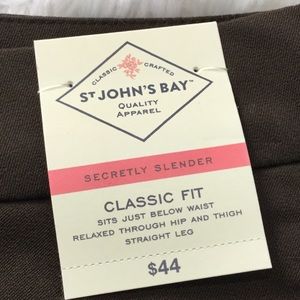 CLASSIC CRAFTED
ST JOHN'S BAY™
QUALITY
APPAREL
SECRETLY SLENDER
CLASSIC FIT
SITS JUST BELOW WAIST
RELAXED THROUGH HIP AND THIGH
STRAIGHT LEG
$44